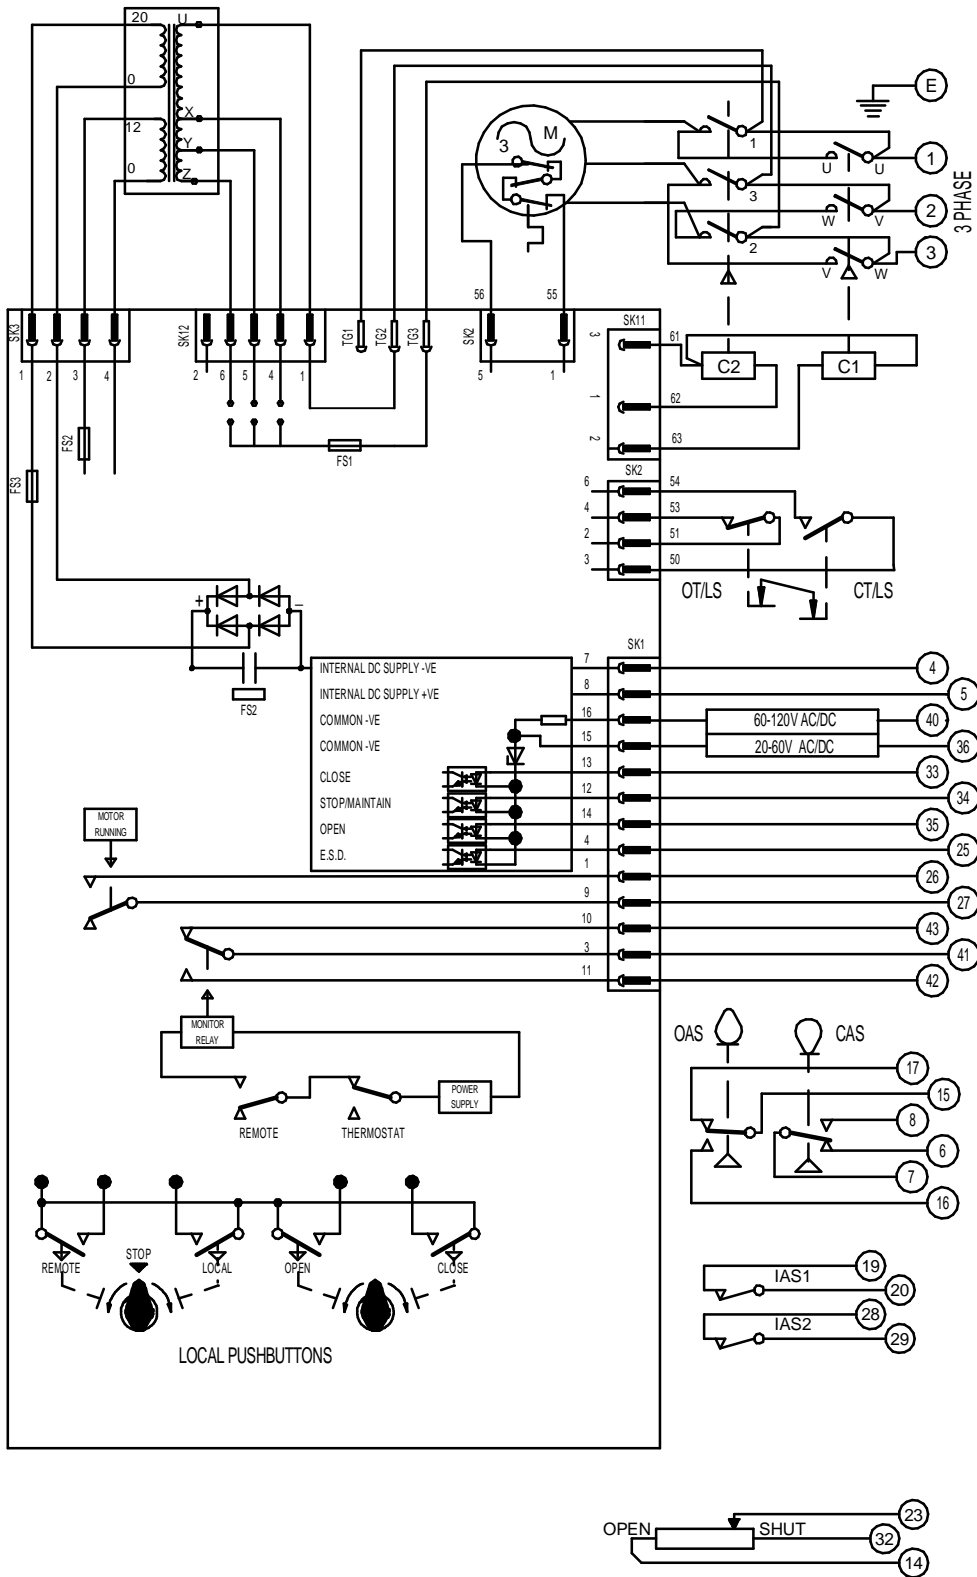 20
U
0
X
12
Y
0
Z
3
M
1
3
2
U
U
W
V
V
W
E
1
2
3
3 PHASE
56
55
SK3
1
2
3
4
SK12
2
6
5
4
1
TG1
TG2
TG3
SK2
5
1
SK11
3
61
1
62
2
63
C2
C1
FS2
FS3
FS1
SK2
6
54
4
53
2
51
3
50
OT/LS
CT/LS
+
–
FS2
SK1
INTERNAL DC SUPPLY -VE
7
4
INTERNAL DC SUPPLY +VE
8
5
COMMON -VE
16
60-120V AC/DC
40
COMMON -VE
15
20-60V AC/DC
36
CLOSE
13
33
STOP/MAINTAIN
12
34
OPEN
14
35
E.S.D.
4
25
1
26
9
27
10
43
3
41
11
42
MOTOR
RUNNING
MONITOR
RELAY
REMOTE
THERMOSTAT
POWER
SUPPLY
OAS
CAS
17
15
8
6
7
16
REMOTE
STOP
LOCAL
OPEN
CLOSE
LOCAL PUSHBUTTONS
IAS1
19
20
IAS2
28
29
OPEN
SHUT
23
32
14